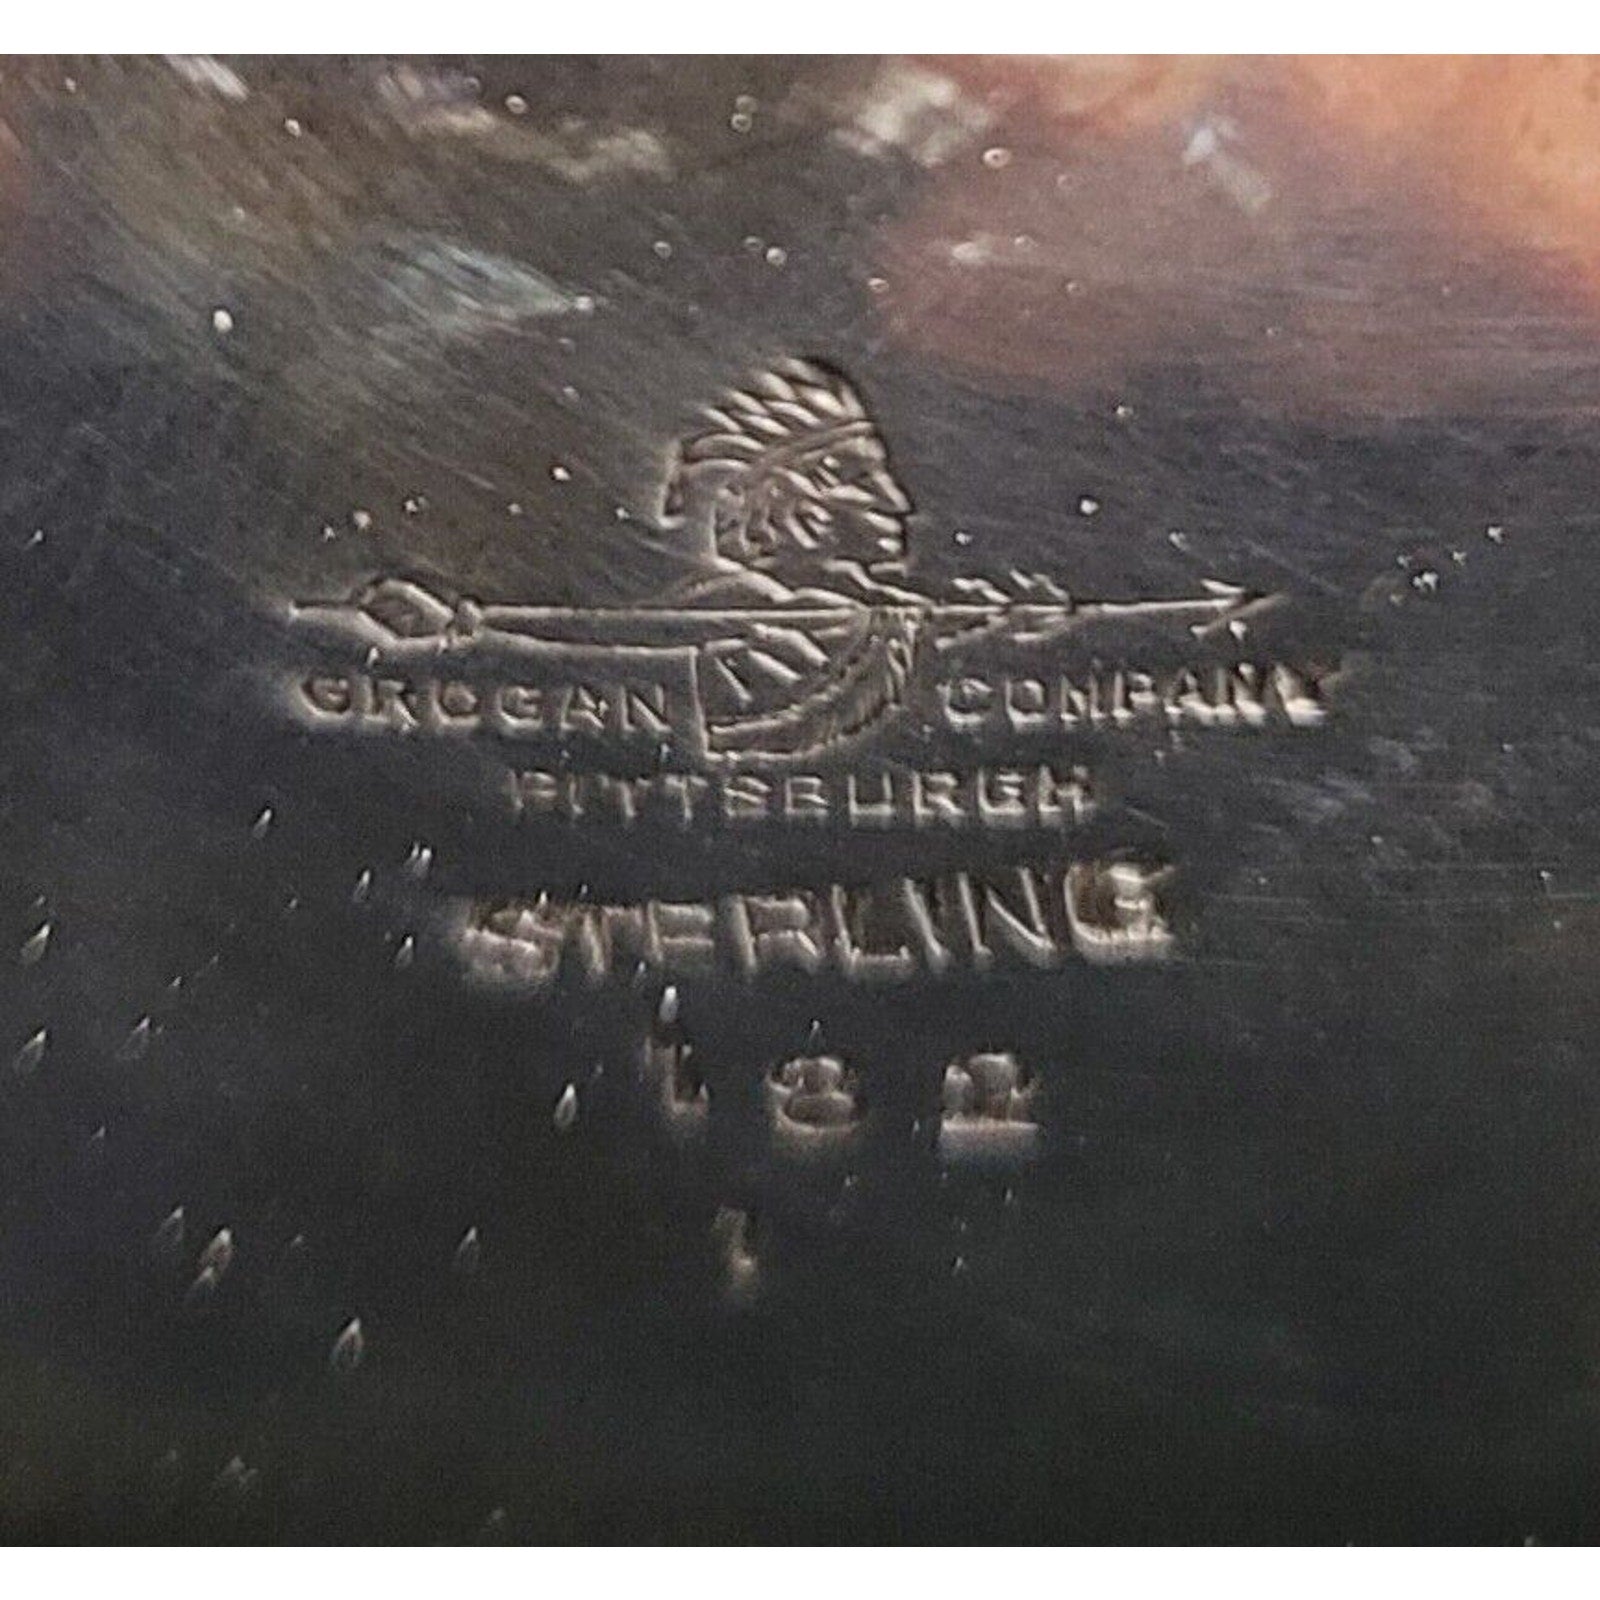 GROGAN COMPANY
PITTSBURGH
STERLING
182
1